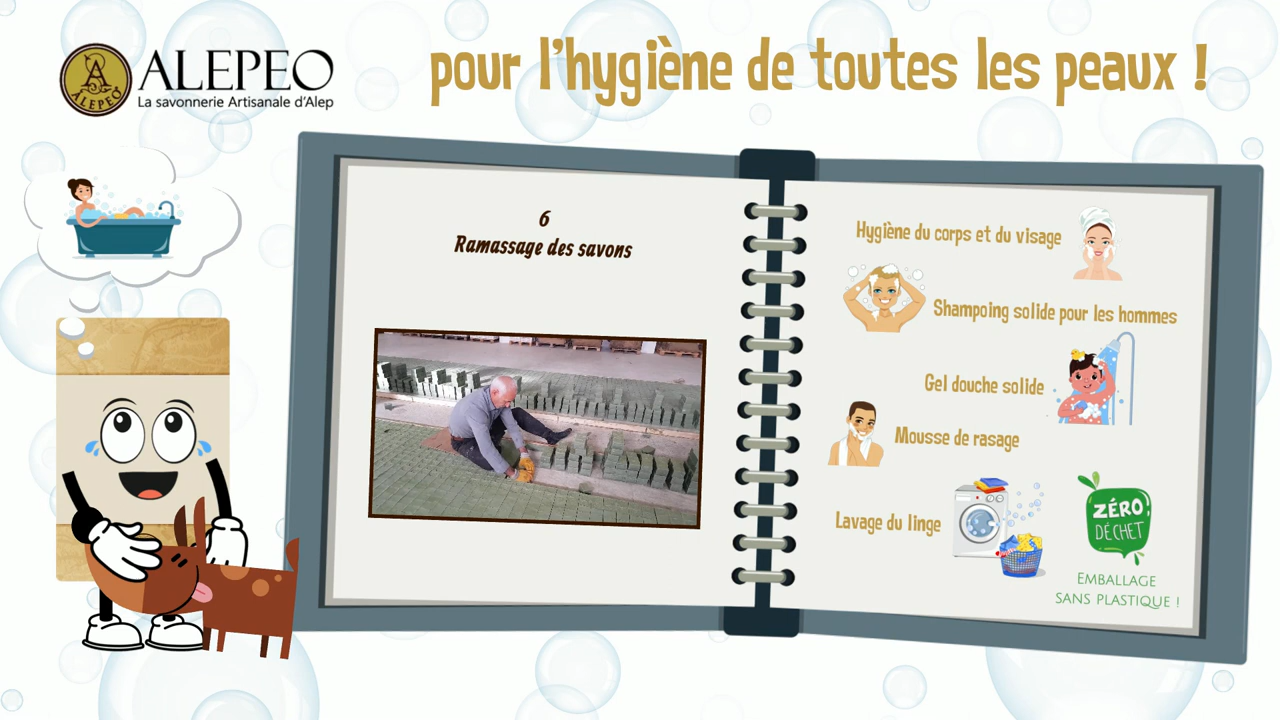 ALEPEO
La savonnerie Artisanale d'Alep
A
ALEPEO
pour l'hygiène de toutes les peaux !
6
Ramassage des savons
Hygiène du corps et du visage
Shampoing solide pour les hommes
Gel douche solide
Mousse de rasage
Lavage du linge
ZÉRO
DÉCHET
EMBALLAGE
SANS PLASTIQUE !